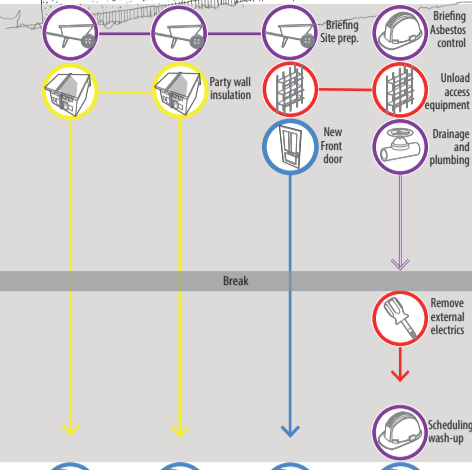 Briefing
Site prep.
Briefing
Asbestos
control
Party wall
insulation
Unload
access
equipment
New
Front
door
Drainage
and
plumbing
Break
Remove
external
electrics
Scheduling
wash-up